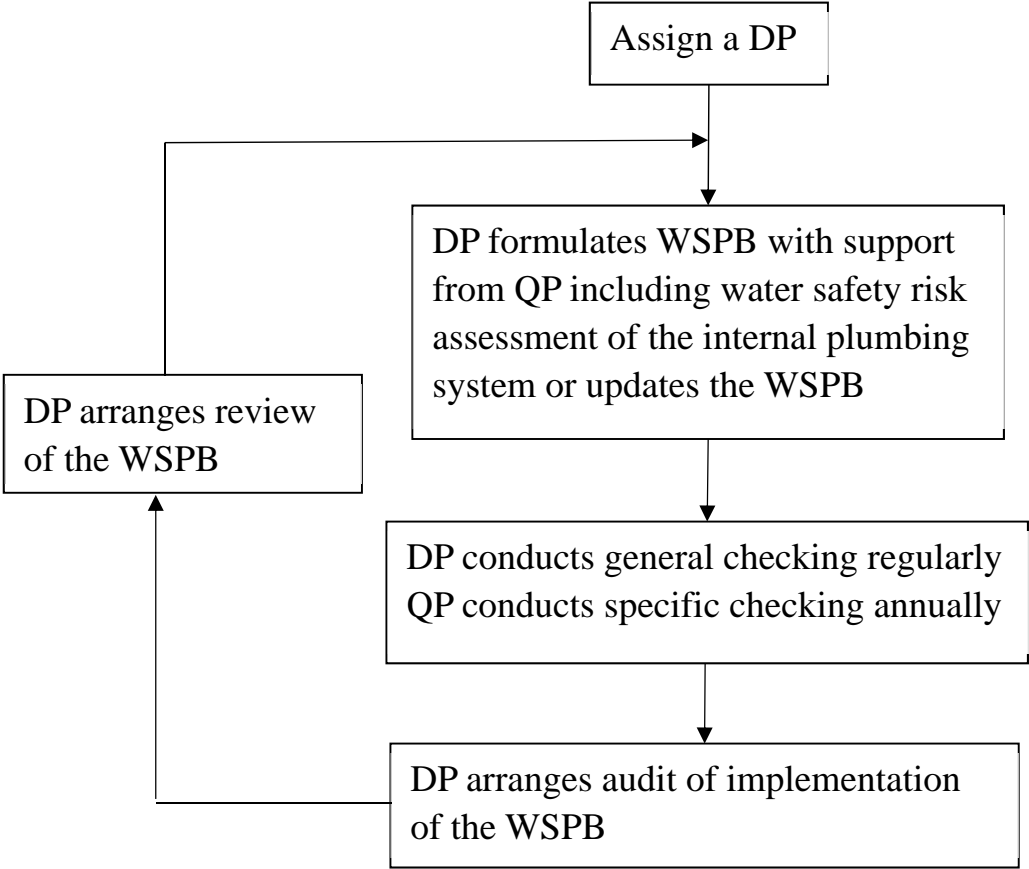 Assign a DP
DP formulates WSPB with support
from QP including water safety risk
assessment of the internal plumbing
system or updates the WSPB
DP arranges review
of the WSPB
DP conducts general checking regularly
QP conducts specific checking annually
DP arranges audit of implementation
of the WSPB